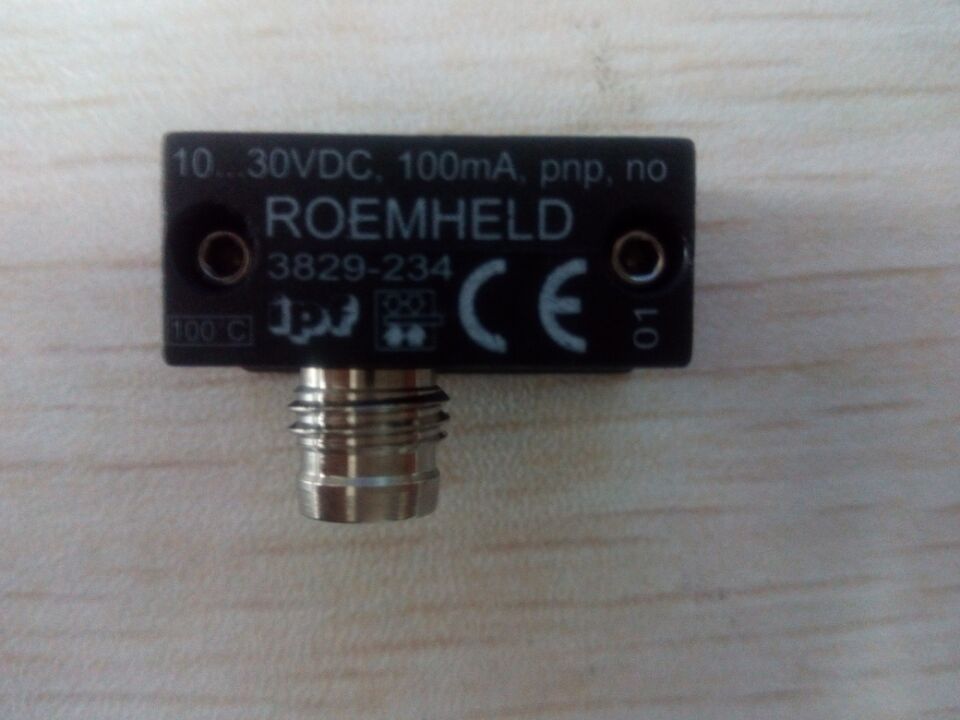 10...30VDC, 100mA, pnp, no
ROEMHELD
3829-234
100°C
ipf
CE
01